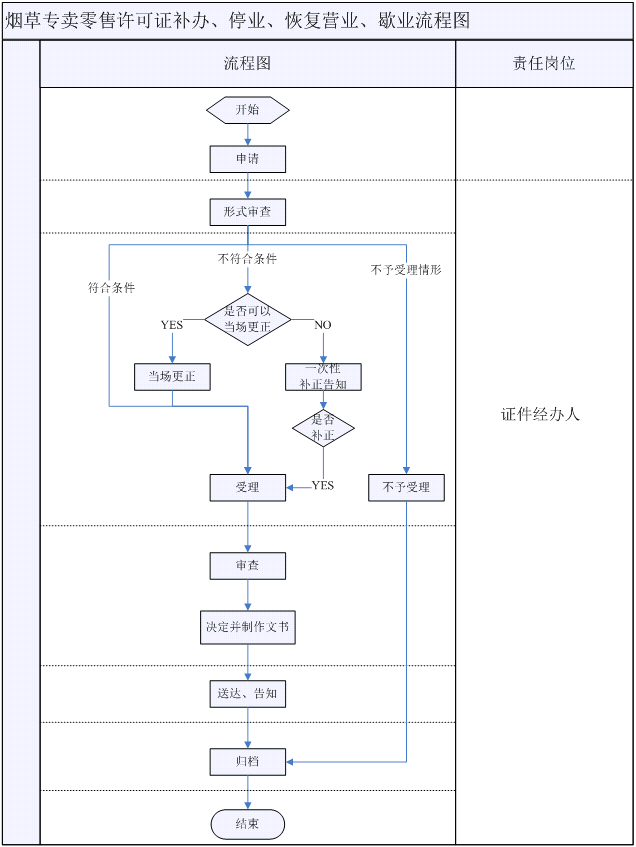 烟草专卖零售许可证补办、停业、恢复营业、歇业流程图
流程图
责任岗位
开始
申请
形式审查
不符合条件
不予受理情形
符合条件
是否可以
当场更正
YES
NO
当场更正
一次性
补正告知
证件经办人
是否
补正
YES
受理
不予受理
审查
决定并制作文书
送达、告知
归档
结束